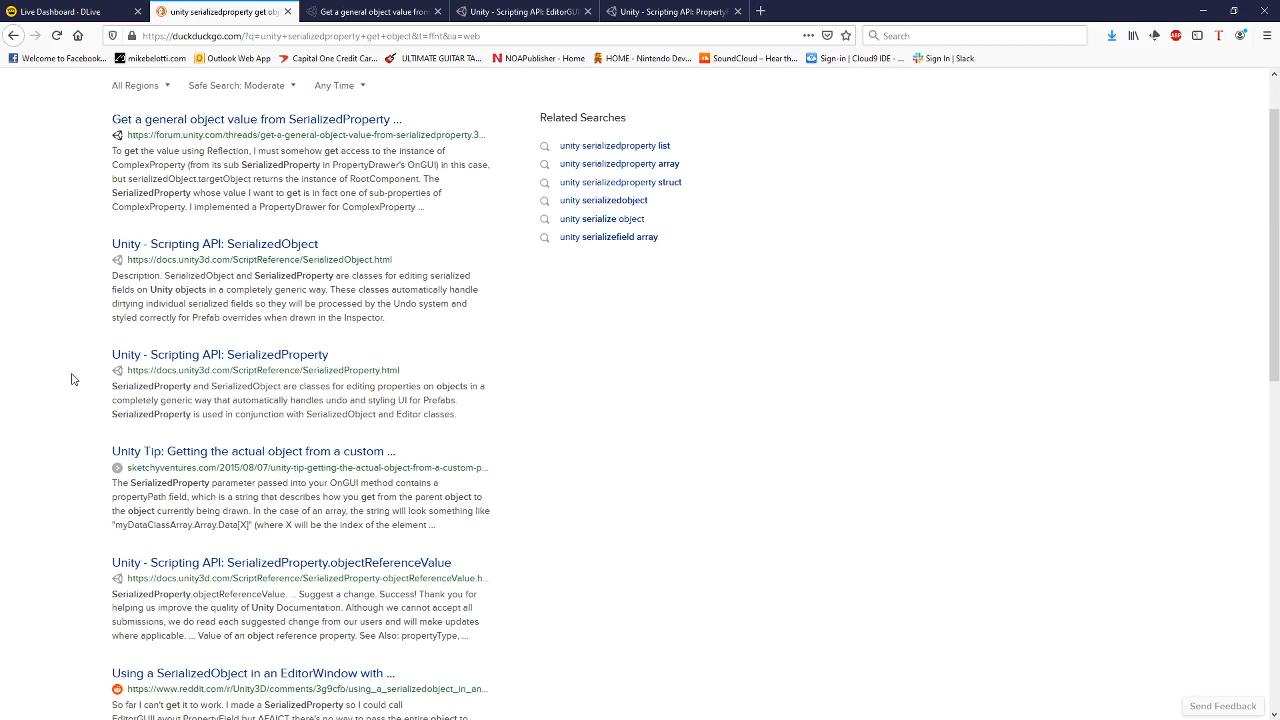 Live Dashboard - DLive
unity serializedproperty get obj
Get a general object value from
Unity - Scripting API: EditorGUI
Unity - Scripting API: Property
https://duckduckgo.com/?q=unity+serializedproperty+get+object&t=ffnt&ia=web
Search
Welcome to Facebook...
mikebelotti.com
Outlook Web App
Capital One Credit Car...
ULTIMATE GUITAR TA...
NOAPublisher - Home
HOME - Nintendo Dev...
SoundCloud – Hear th...
Sign-in | Cloud9 IDE - ...
Sign In | Slack
All Regions
Safe Search: Moderate
Any Time
Get a general object value from SerializedProperty ...
https://forum.unity.com/threads/get-a-general-object-value-from-serializedproperty.3...
To get the value using Reflection, I must somehow get access to the instance of
ComplexProperty (from its sub SerializedProperty in PropertyDrawer's OnGUI) in this case,
but serializedObject.targetObject returns the instance of RootComponent. The
SerializedProperty whose value I want to get is in fact one of sub-properties of
ComplexProperty. I implemented a PropertyDrawer for ComplexProperty ...
Unity - Scripting API: SerializedObject
https://docs.unity3d.com/ScriptReference/SerializedObject.html
Description. SerializedObject and SerializedProperty are classes for editing serialized
fields on Unity objects in a completely generic way. These classes automatically handle
dirtying individual serialized fields so they will be processed by the Undo system and
styled correctly for Prefab overrides when drawn in the Inspector.
Unity - Scripting API: SerializedProperty
https://docs.unity3d.com/ScriptReference/SerializedProperty.html
SerializedProperty and SerializedObject are classes for editing properties on objects in a
completely generic way that automatically handles undo and styling UI for Prefabs.
SerializedProperty is used in conjunction with SerializedObject and Editor classes.
Unity Tip: Getting the actual object from a custom ...
sketchyventures.com/2015/08/07/unity-tip-getting-the-actual-object-from-a-custom-p...
The SerializedProperty parameter passed into your OnGUI method contains a
propertyPath field, which is a string that describes how you get from the parent object to
the object currently being drawn. In the case of an array, the string will look something like
"myDataClassArray.Array.Data[X]" (where X will be the index of the element ...
Unity - Scripting API: SerializedProperty.objectReferenceValue
https://docs.unity3d.com/ScriptReference/SerializedProperty-objectReferenceValue.h...
SerializedProperty.objectReferenceValue. ... Suggest a change. Success! Thank you for
helping us improve the quality of Unity Documentation. Although we cannot accept all
submissions, we do read each suggested change from our users and will make updates
where applicable. ... Value of an object reference property. See Also: propertyType, ...
Using a SerializedObject in an EditorWindow with ...
https://www.reddit.com/r/Unity3D/comments/3g9cfb/using_a_serializedobject_in_an...
So far I can't get it to work. I made a SerializedProperty so I could call
EditorGUILayout.PropertyField but AFAICT there's no way to pass the entire object to
Related Searches
unity serializedproperty list
unity serializedproperty array
unity serializedproperty struct
unity serializedobject
unity serialize object
unity serializefield array
Send Feedback